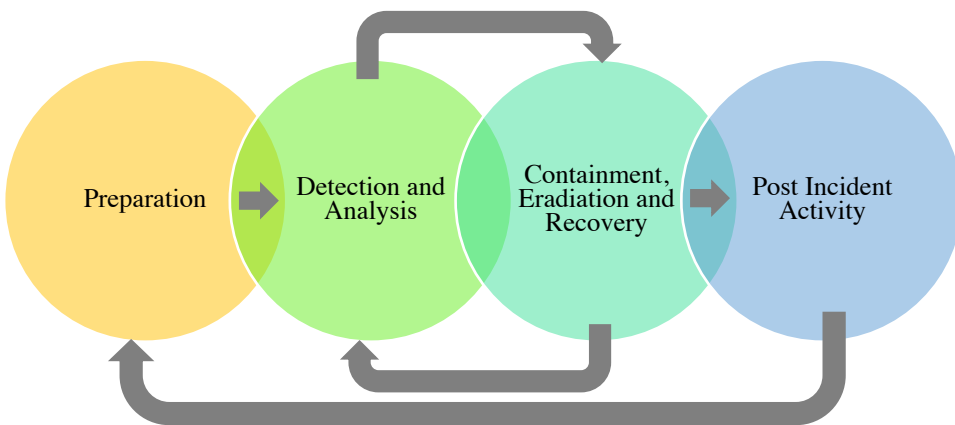 Preparation
Detection and
Analysis
Containment,
Eradiation and
Recovery
Post Incident
Activity